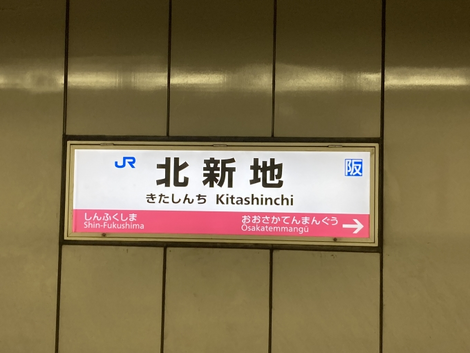 JR 北新地 阪
きたしんち Kitashinchi
しんふくしま おおさかてんまんぐう
Shin-Fukushima Ōsakatemmangū →